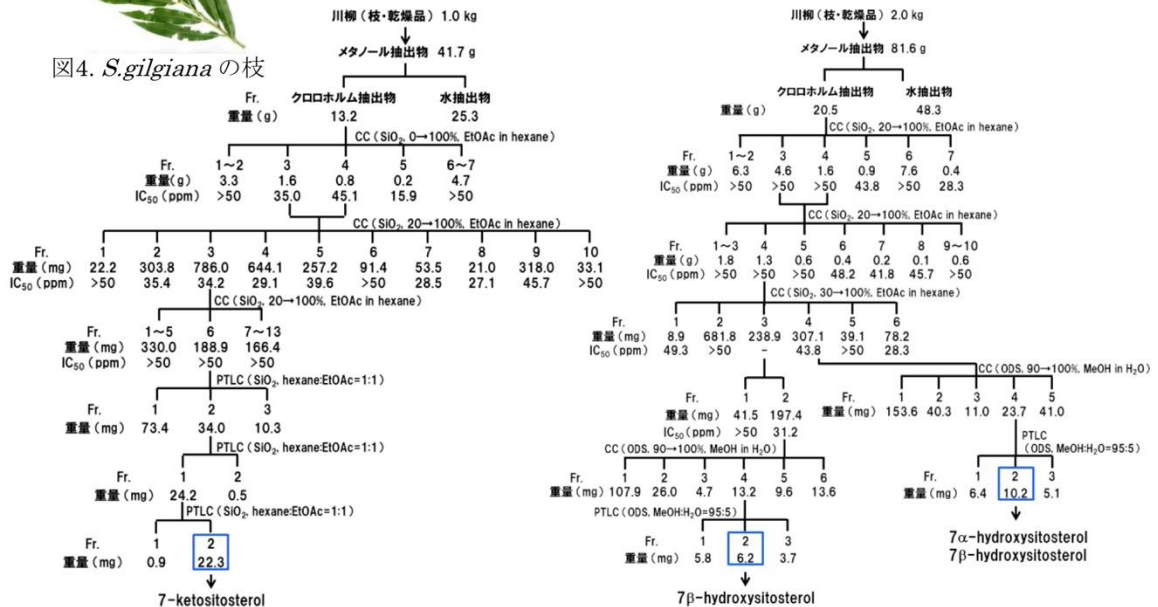 図4. S.gilgiana の枝
川柳(枝・乾燥品) 1.0 kg
メタノール抽出物 41.7 g
Fr. クロロホルム抽出物 水抽出物
重量(g) 13.2 25.3
CC(SiO₂, 0→100%, EtOAc in hexane)
Fr. 1~2 3 4 5 6~7
重量(g) 3.3 1.6 0.8 0.2 4.7
IC₅₀(ppm) >50 35.0 45.1 15.9 >50
CC(SiO₂, 20→100%, EtOAc in hexane)
Fr. 1 2 3 4 5 6 7 8 9 10
重量(mg) 22.2 303.8 786.0 644.1 257.2 91.4 53.5 21.0 318.0 33.1
IC₅₀(ppm) >50 35.4 34.2 29.1 39.6 >50 28.5 27.1 45.7 >50
CC(SiO₂, 20→100%, EtOAc in hexane)
Fr. 1~5 6 7~13
重量(mg) 330.0 188.9 166.4
IC₅₀(ppm) >50 >50 >50
PTLC(SiO₂, hexane:EtOAc=1:1)
Fr. 1 2 3
重量(mg) 73.4 34.0 10.3
PTLC(SiO₂, hexane:EtOAc=1:1)
Fr. 1 2
重量(mg) 24.2 0.5
PTLC(SiO₂, hexane:EtOAc=1:1)
Fr. 1 2
重量(mg) 0.9 22.3
7-ketositosterol
川柳(枝・乾燥品) 2.0 kg
メタノール抽出物 81.6 g
Fr. クロロホルム抽出物 水抽出物
重量(g) 20.5 48.3
CC(SiO₂, 20→100%, EtOAc in hexane)
Fr. 1~2 3 4 5 6 7
重量(g) 6.3 4.6 1.6 0.9 7.6 0.4
IC₅₀(ppm) >50 >50 >50 43.8 >50 28.3
CC(SiO₂, 20→100%, EtOAc in hexane)
Fr. 1~3 4 5 6 7 8 9~10
重量(g) 1.8 1.3 0.6 0.4 0.2 0.1 0.6
IC₅₀(ppm) >50 >50 >50 48.2 41.8 45.7 >50
CC(SiO₂, 30→100%, EtOAc in hexane)
Fr. 1 2 3 4 5 6
重量(mg) 8.9 681.8 238.9 307.1 39.1 78.2
IC₅₀(ppm) 49.3 >50 - 43.8 >50 28.3
Fr. 1 2
重量(mg) 41.5 197.4
IC₅₀(ppm) >50 31.2
CC(ODS, 90→100%, MeOH in H₂O)
Fr. 1 2 3 4 5 6
重量(mg) 107.9 26.0 4.7 13.2 9.6 13.6
PTLC(ODS, MeOH:H₂O=95:5)
Fr. 1 2 3
重量(mg) 5.8 6.2 3.7
7β-hydroxysitosterol
CC(ODS, 90→100%, MeOH in H₂O)
Fr. 1 2 3 4 5
重量(mg) 153.6 40.3 11.0 23.7 41.0
PTLC
(ODS, MeOH:H₂O=95:5)
Fr. 1 2 3
重量(mg) 6.4 10.2 5.1
7α-hydroxysitosterol
7β-hydroxysitosterol